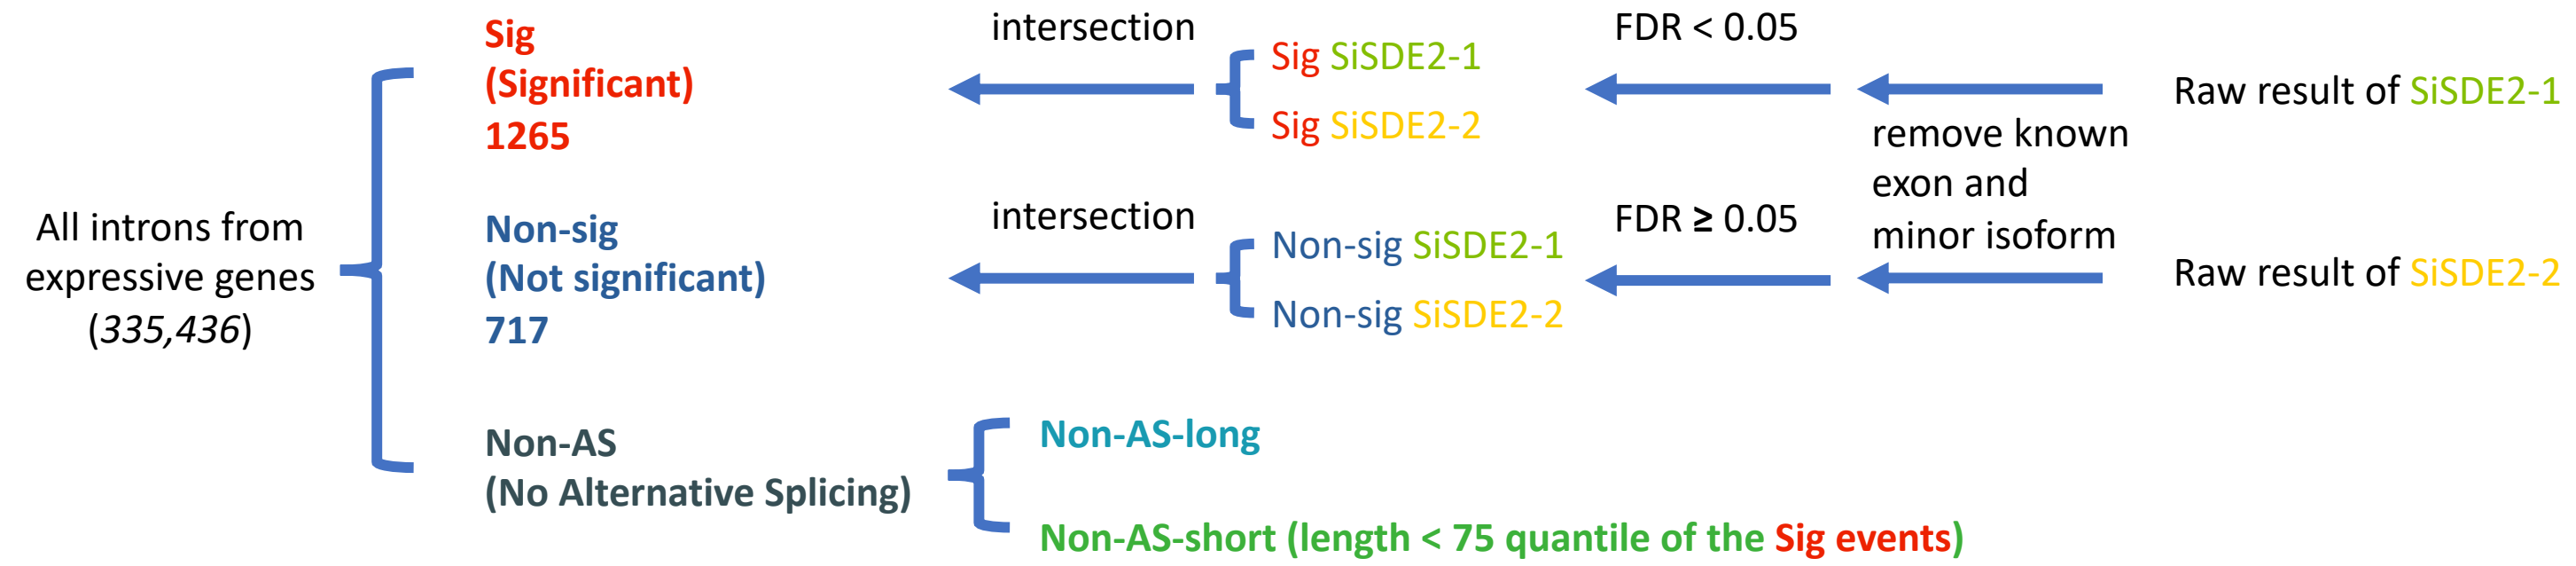 All introns from
expressive genes
(335,436)
Sig
(Significant)
1265
Non-sig
(Not significant)
717
Non-AS
(No Alternative Splicing)
intersection
intersection
Sig SiSDE2-1
Sig SiSDE2-2
Non-sig SiSDE2-1
Non-sig SiSDE2-2
Non-AS-long
Non-AS-short (length < 75 quantile of the Sig events)
FDR < 0.05
FDR ≥ 0.05
remove known
exon and
minor isoform
Raw result of SiSDE2-1
Raw result of SiSDE2-2